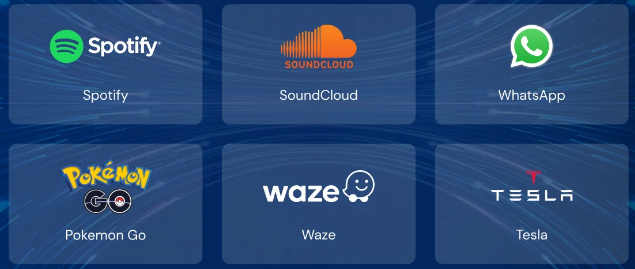 Spotify
SOUNDCLOUD
Spotify
SoundCloud
WhatsApp
POKÉMON
GO
waze
TESLA
Pokemon Go
Waze
Tesla